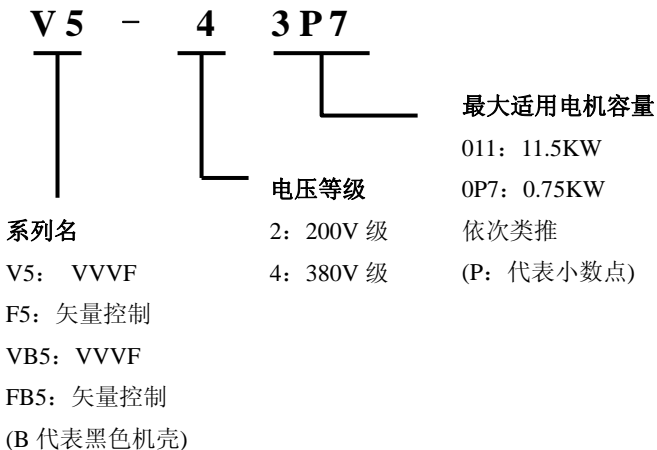 V5 － 4 3P7
最大适用电机容量
011：11.5KW
0P7：0.75KW
依次类推
(P：代表小数点)
电压等级
2：200V 级
4：380V 级
系列名
V5： VVVF
F5：矢量控制
VB5：VVVF
FB5：矢量控制
(B 代表黑色机壳)